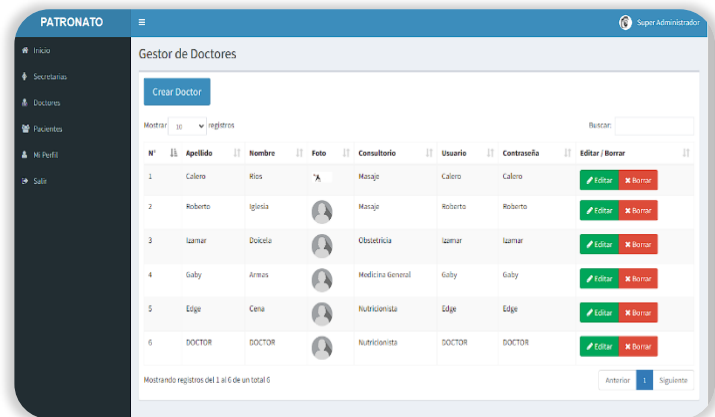 PATRONATO
Super Administrador
Inicio
Secretarias
Doctores
Pacientes
Mi Perfil
Salir
Gestor de Doctores
Crear Doctor
Mostrar 10 registros
Buscar:
N° Apellido Nombre Foto Consultorio Usuario Contraseña Editar / Borrar
1 Calero Rios Masaje Calero Calero Editar Borrar
2 Roberto Iglesia Masaje Roberto Roberto Editar Borrar
3 Izamar Doicela Obstetricia Izamar Izamar Editar Borrar
4 Gaby Armas Medicina General Gaby Gaby Editar Borrar
5 Edge Cena Nutricionista Edge Edge Editar Borrar
6 DOCTOR DOCTOR Nutricionista DOCTOR DOCTOR Editar Borrar
Mostrando registros del 1 al 6 de un total 6
Anterior 1 Siguiente